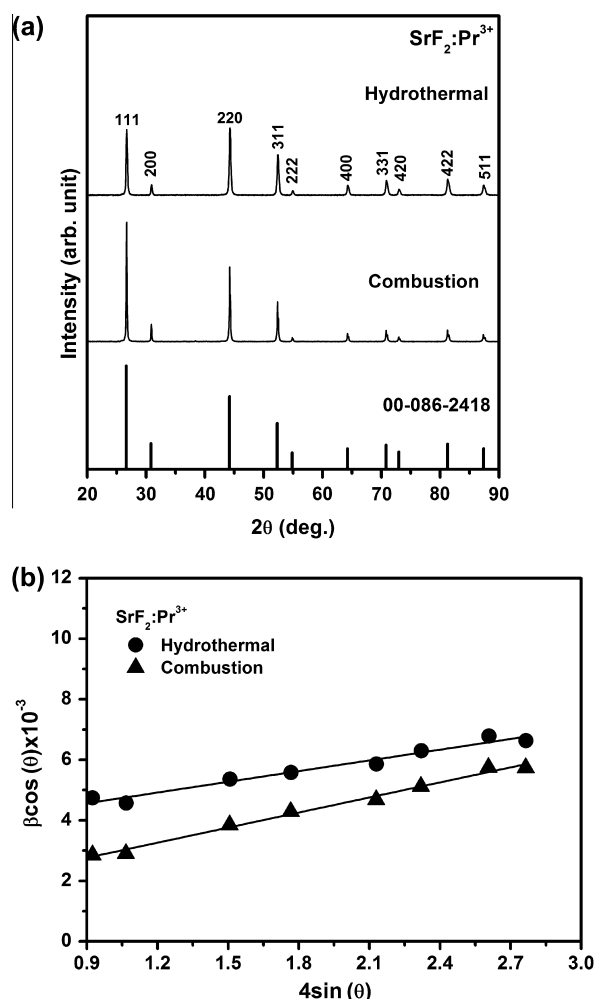 (a)
SrF2:Pr3+
Hydrothermal
111
200
220
311
222
400
331
420
422
511
Combustion
00-086-2418
Intensity (arb. unit)
20 30 40 50 60 70 80 90
2θ (deg.)
(b)
12
10
8
6
4
2
0
SrF2:Pr3+
Hydrothermal
Combustion
βcos (θ)x10-3
0.9 1.2 1.5 1.8 2.1 2.4 2.7 3.0
4sin (θ)